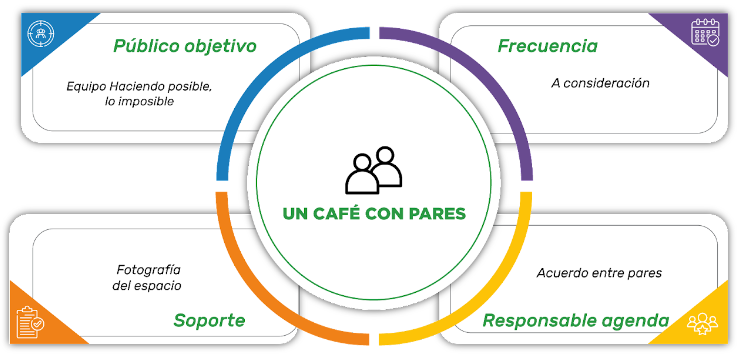 Público objetivo
Equipo Haciendo posible,
lo imposible
Frecuencia
A consideración
UN CAFÉ CON PARES
Fotografía
del espacio
Soporte
Acuerdo entre pares
Responsable agenda